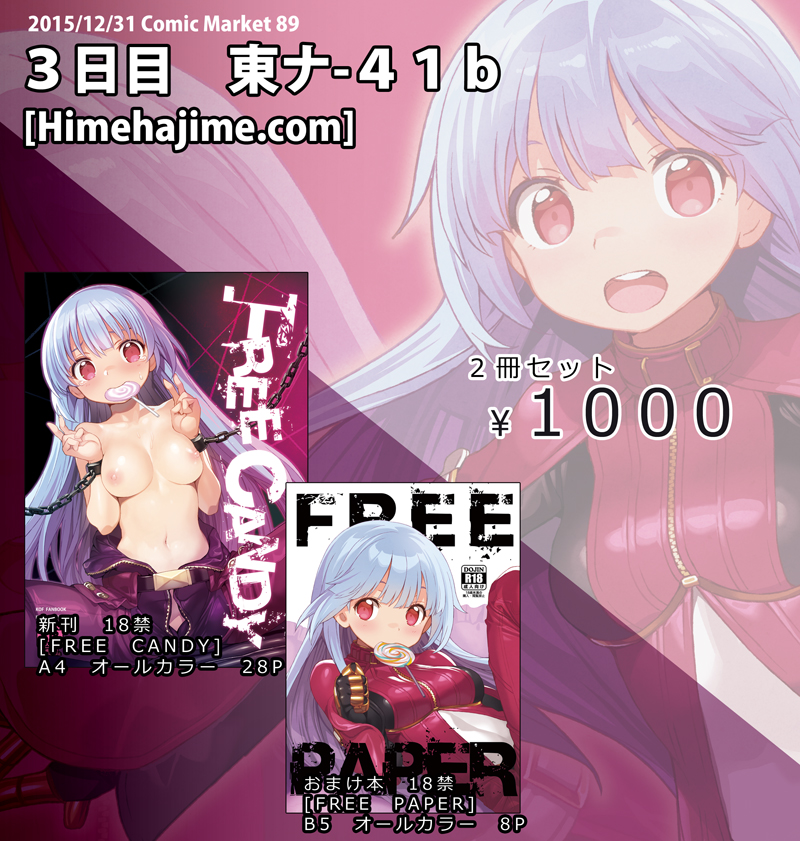 2015/12/31 Comic Market 89
3日目　東ナ-41b
[Himehajime.com]
2冊セット
¥1000
FREE CANDY
KOF FANBOOK
新刊　18禁
[FREE　CANDY]
A4　オールカラー　28P
FREE
DOJIN
R18
成人向け
PAPER
おまけ本　18禁
[FREE　PAPER]
B5　オールカラー　8P